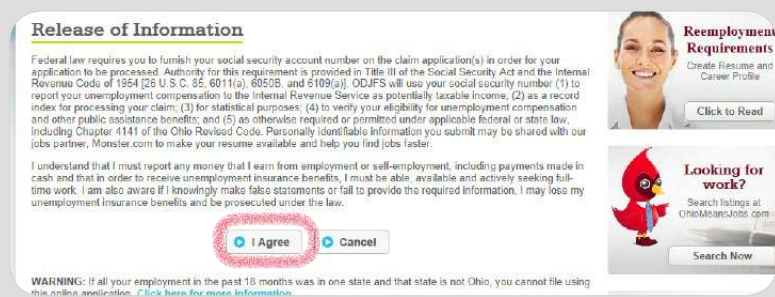 Release of Information
Federal law requires you to furnish your social security account number on the claim application(s) in order for your
application to be processed. Authority for this requirement is provided in Title III of the Social Security Act and the Internal
Revenue Code of 1954 [26 U.S.C. 85, 6011(a), 6050B, and 6109(a)]. ODJFS will use your social security number (1) to
report your unemployment compensation to the Internal Revenue Service as potentially taxable income, (2) as a record
index for processing your claim; (3) for statistical purposes; (4) to verify your eligibility for unemployment compensation
and other public assistance benefits; and (5) as otherwise required or permitted under applicable federal or state law,
including Chapter 4141 of the Ohio Revised Code. Personally identifiable information you submit may be shared with our
jobs partner, Monster.com to make your resume available and help you find jobs faster.
I understand that I must report any money that I earn from employment or self-employment, including payments made in
cash and that in order to receive unemployment insurance benefits, I must be able, available and actively seeking full-
time work. I am also aware if I knowingly make false statements or fail to provide the required information, I may lose my
unemployment insurance benefits and be prosecuted under the law.
I Agree
Cancel
WARNING: If all your employment in the past 18 months was in one state and that state is not Ohio, you cannot file using
this online application. Click here for more information.
Reemployment
Requirements
Create Resume and
Career Profile
Click to Read
Looking for
work?
Search listings at
OhioMeansJobs.com
Search Now